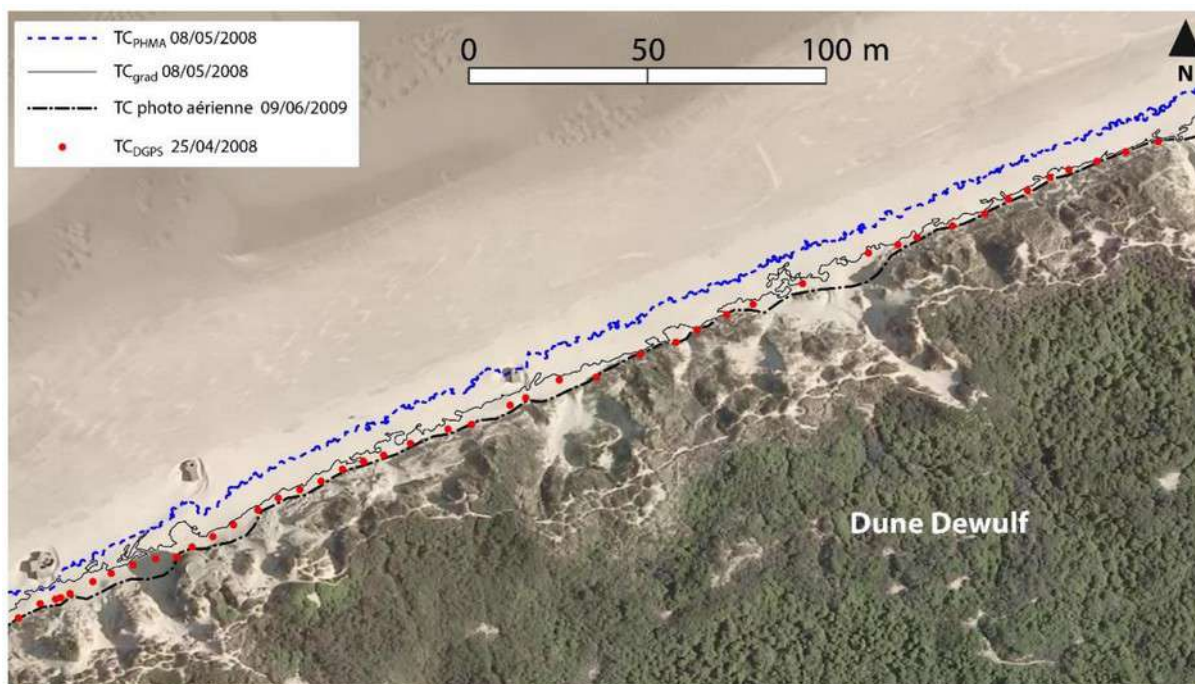 TCPHMA 08/05/2008
TCgrad 08/05/2008
TC photo aérienne 09/06/2009
TCDGPS 25/04/2008
0 50 100 m
N
Dune Dewulf